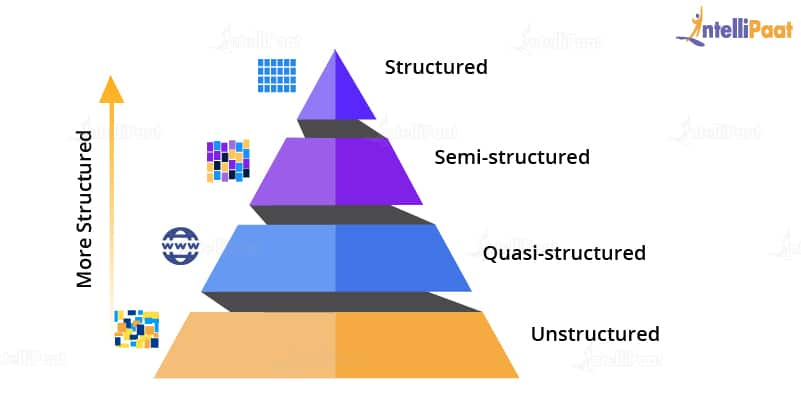 intelliPaat
Structured
Semi-structured
More Structured
www
Quasi-structured
Unstructured